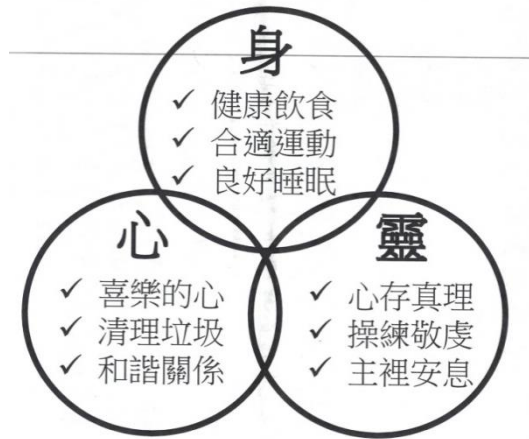 身
✓ 健康飲食
✓ 合適運動
✓ 良好睡眠
心
✓ 喜樂的心
✓ 清理垃圾
✓ 和諧關係
靈
✓ 心存真理
✓ 操練敬虔
✓ 主裡安息